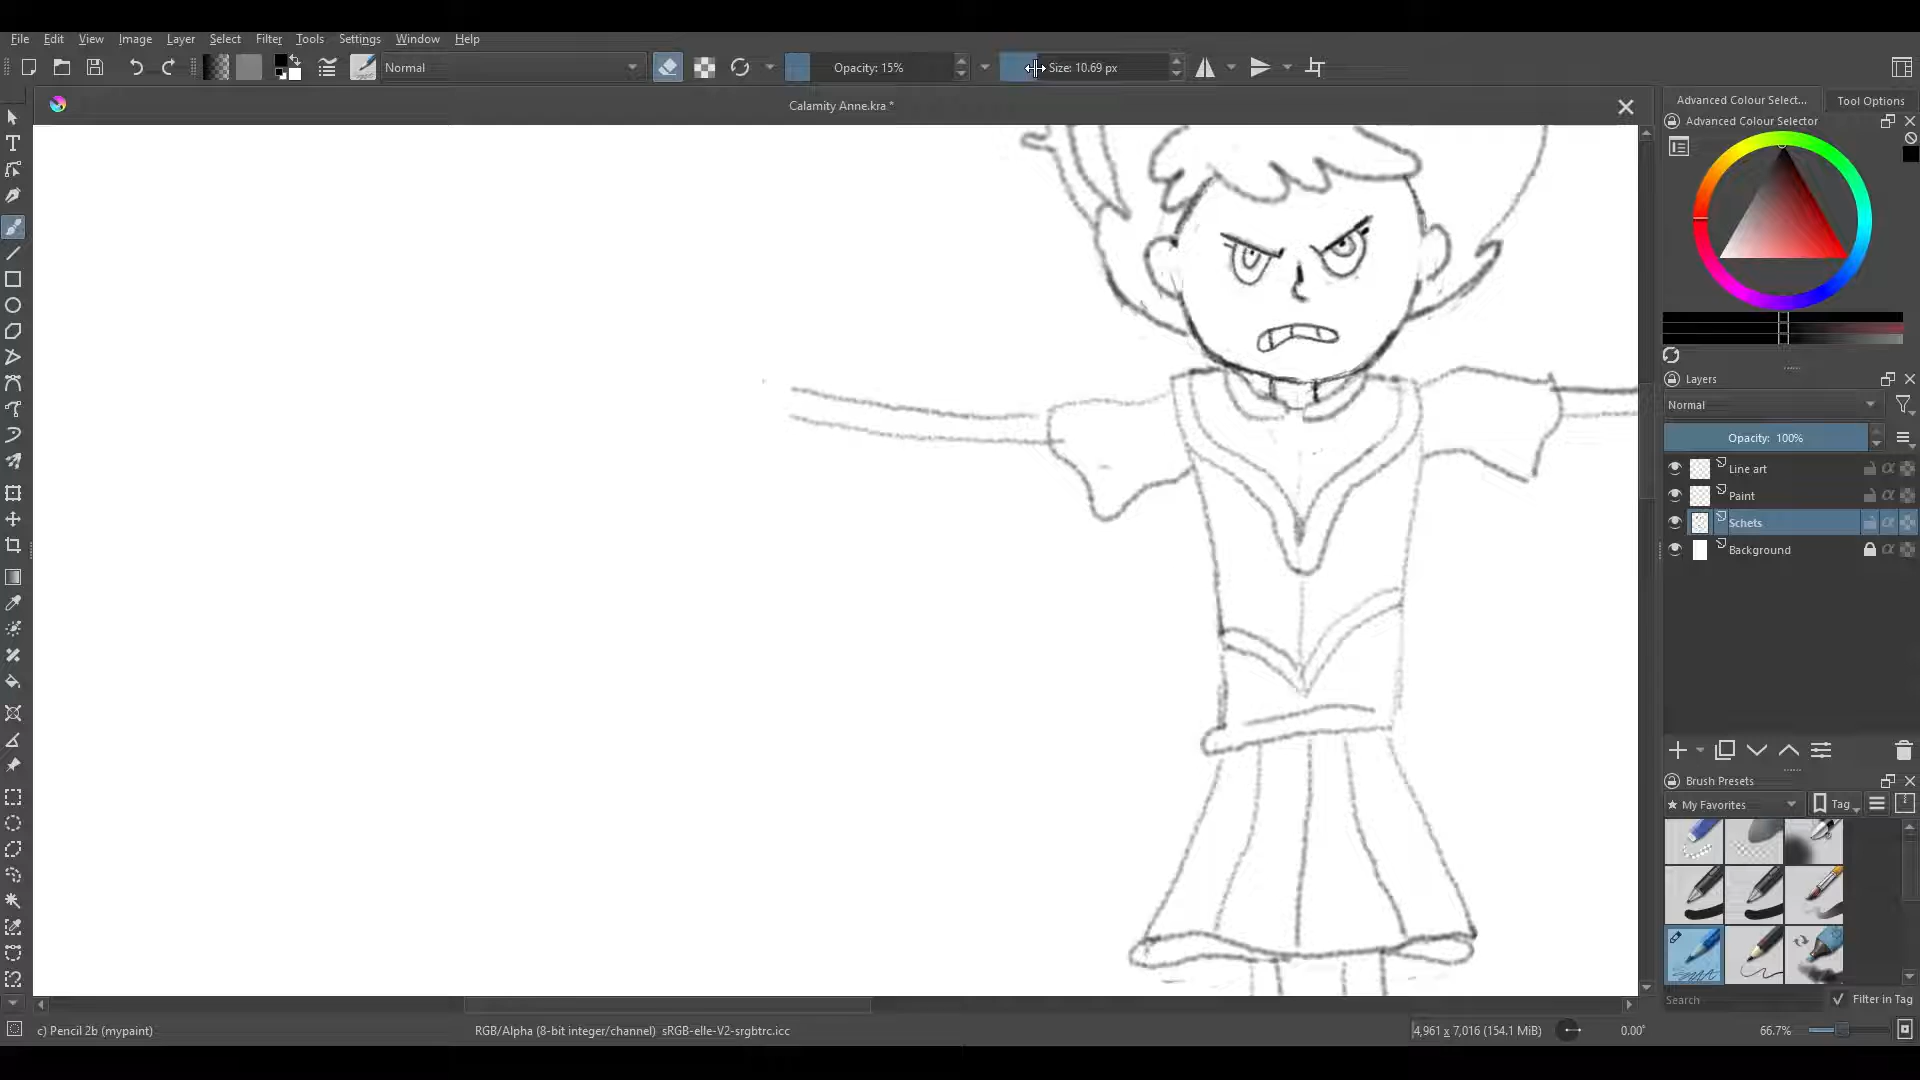 File Edit View Image Layer Select Filter Tools Settings Window Help
Normal
Opacity: 15%
Size: 10.69 px
Calamity Anne.kra *
Advanced Colour Select...
Tool Options
Advanced Colour Selector
Layers
Normal
Opacity: 100%
Line art
Paint
Schets
Background
Brush Presets
★ My Favorites
Tag
Search
Filter in Tag
c) Pencil 2b (mypaint)
RGB/Alpha (8-bit integer/channel) sRGB-elle-V2-srgbtrc.icc
4,961 x 7,016 (154.1 MiB)
0.00°
66.7%